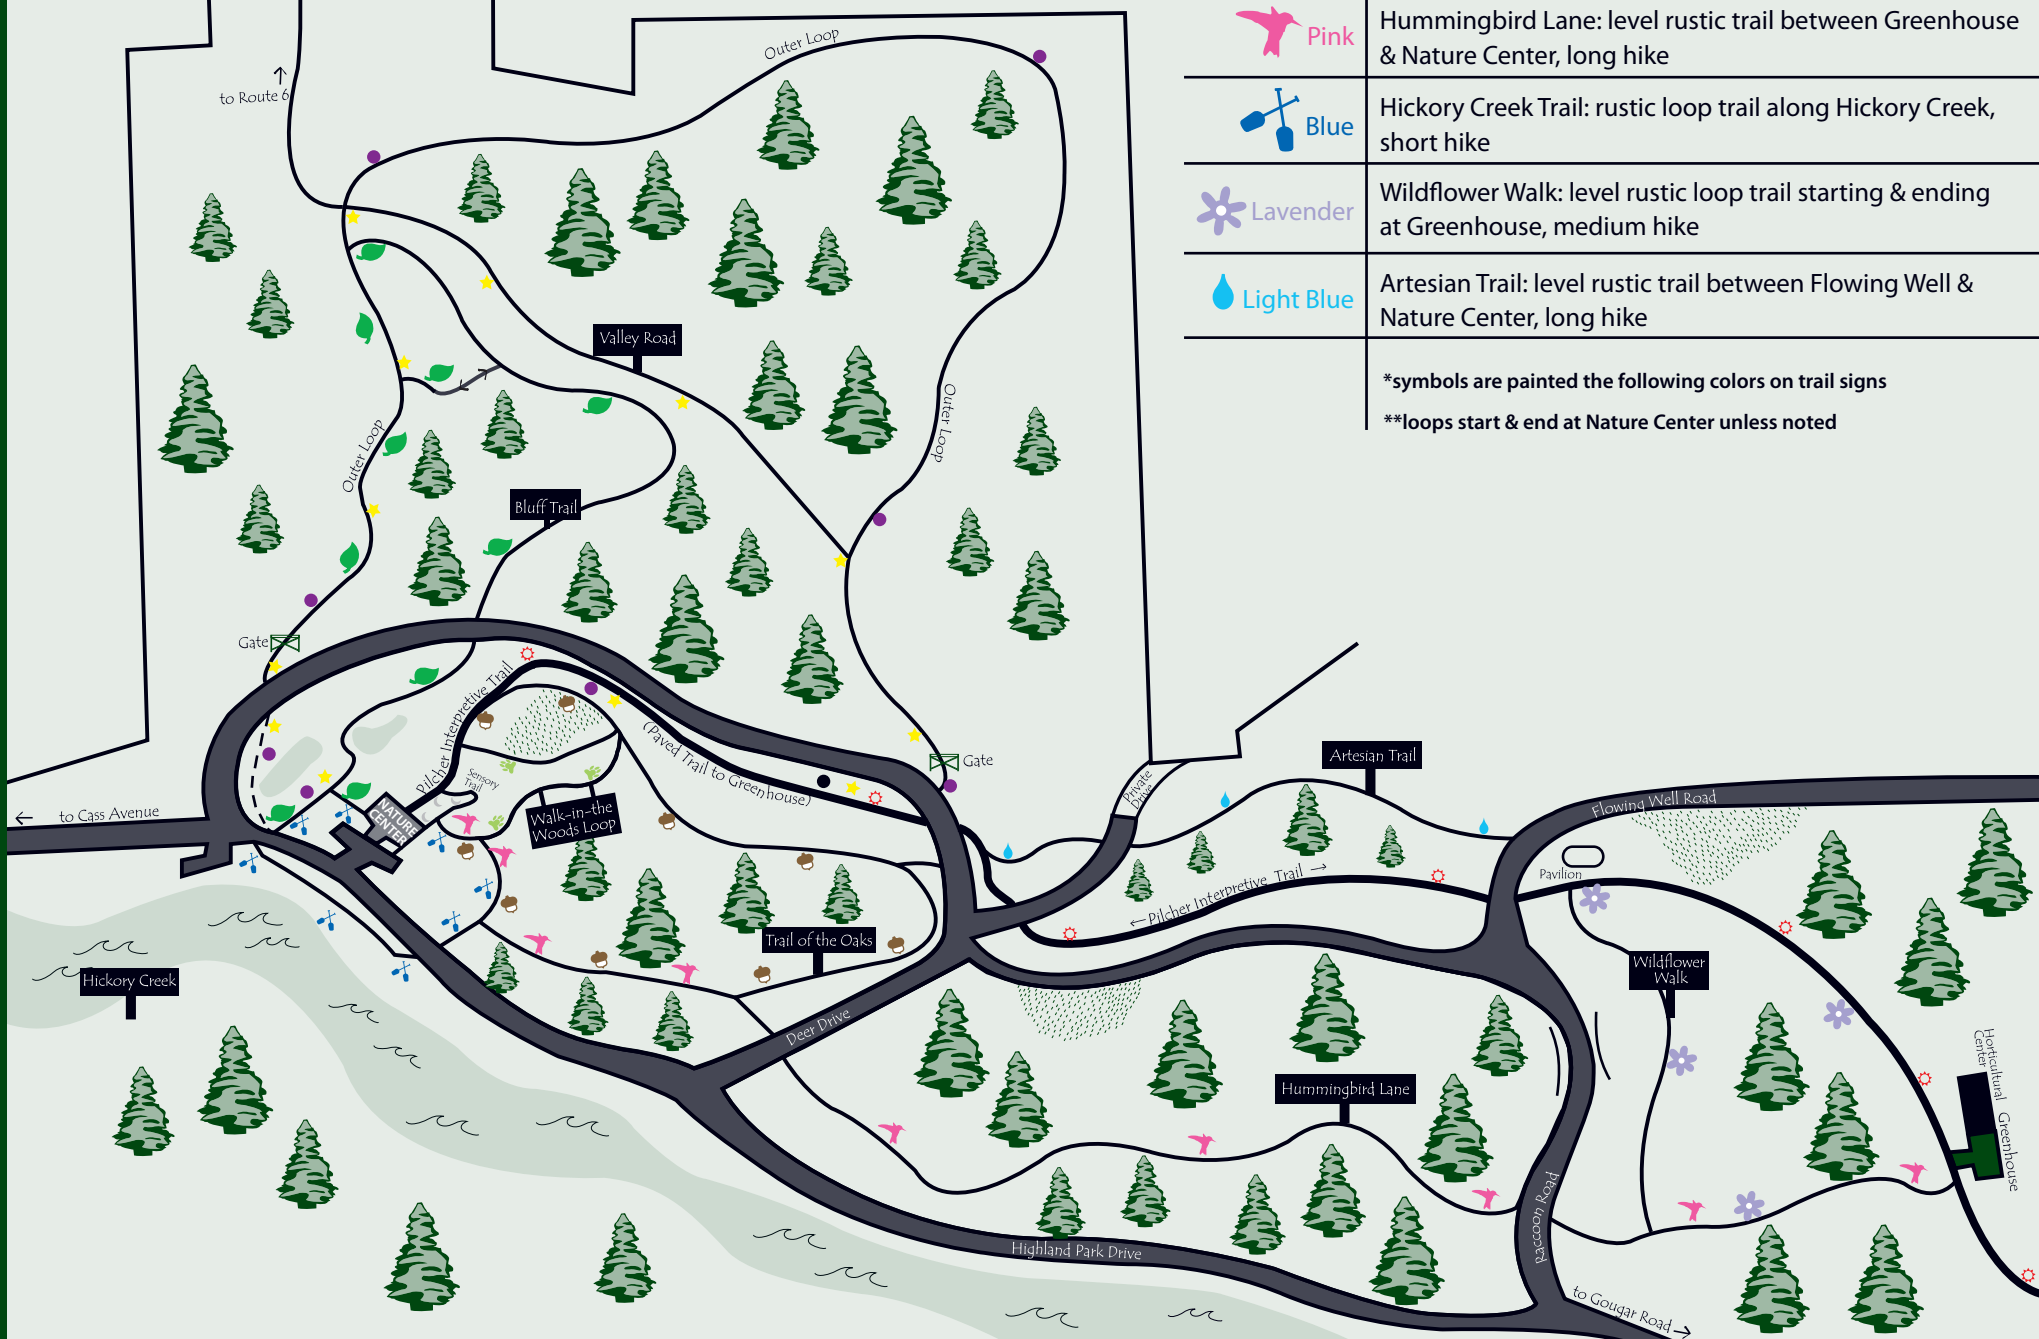 Pink
Hummingbird Lane: level rustic trail between Greenhouse
& Nature Center, long hike
Blue
Hickory Creek Trail: rustic loop trail along Hickory Creek,
short hike
Lavender
Wildflower Walk: level rustic loop trail starting & ending
at Greenhouse, medium hike
Light Blue
Artesian Trail: level rustic trail between Flowing Well &
Nature Center, long hike
*symbols are painted the following colors on trail signs
**loops start & end at Nature Center unless noted
Outer Loop
to Route 6
Valley Road
Outer Loop
Outer Loop
Bluff Trail
Gate
Pilcher Interpretive Trail
(Paved Trail to Greenhouse)
Gate
Sensory
Trail
Private
Drive
Artesian Trail
Flowing Well Road
to Cass Avenue
NATURE
CENTER
Walk-in-the
Woods Loop
Pavilion
Pilcher Interpretive Trail
Trail of the Oaks
Wildflower
Walk
Hickory Creek
Deer Drive
Horticultural
Center
Greenhouse
Hummingbird Lane
Raccoon Road
Highland Park Drive
to Gougar Road